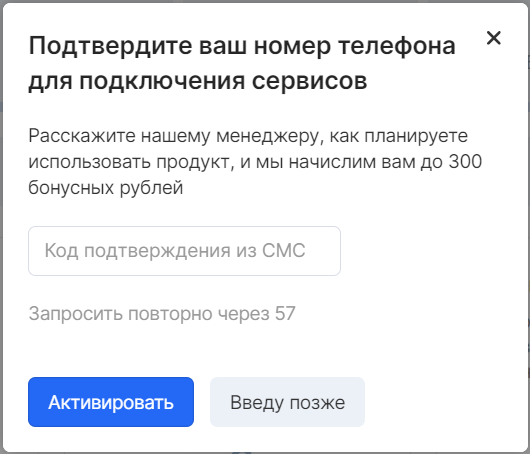 Подтвердите ваш номер телефона
для подключения сервисов
Расскажите нашему менеджеру, как планируете
использовать продукт, и мы начислим вам до 300
бонусных рублей
Код подтверждения из СМС
Запросить повторно через 57
Активировать
Введу позже